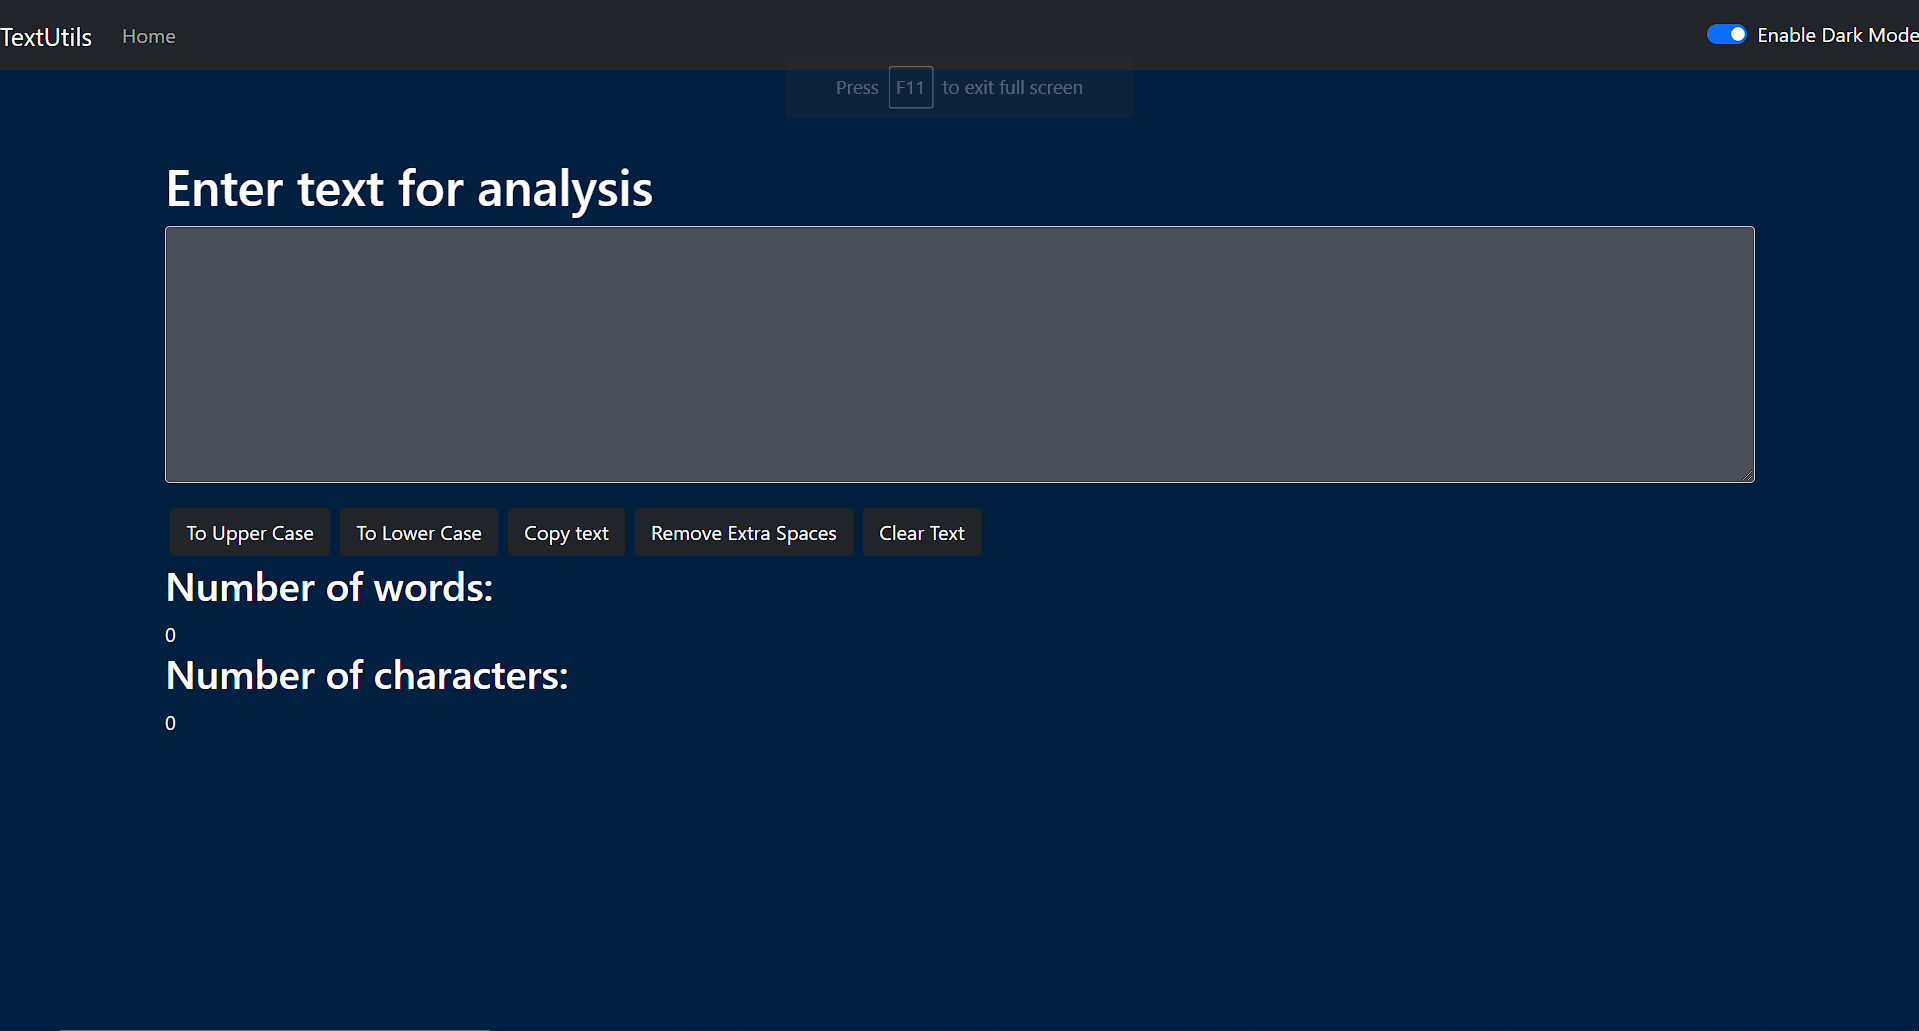 TextUtils Home Enable Dark Mode
Press F11 to exit full screen
Enter text for analysis
To Upper Case To Lower Case Copy text Remove Extra Spaces Clear Text
Number of words:
0
Number of characters:
0